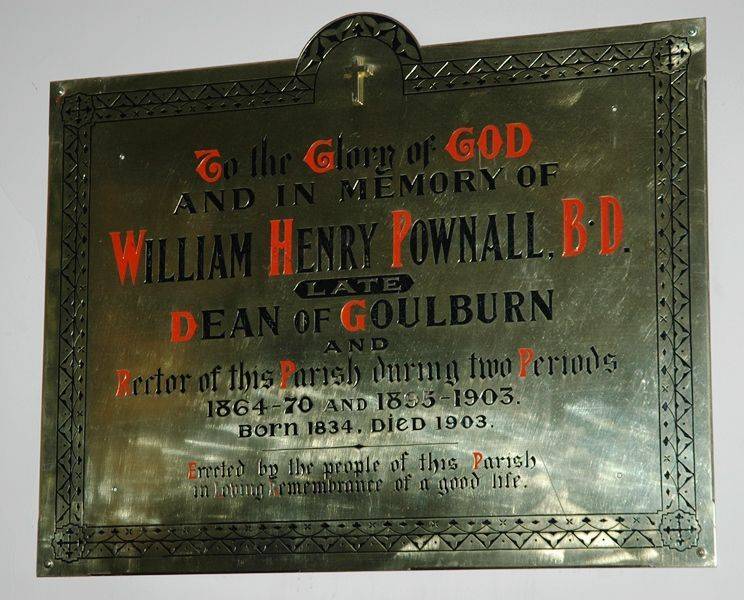 To the Glory of GOD
AND IN MEMORY OF
WILLIAM HENRY POWNALL, B.D.
LATE
DEAN OF GOULBURN
AND
Rector of this Parish during two Periods
1864-70 AND 1895-1903.
BORN 1834, DIED 1903.
Erected by the people of this Parish
in Loving Remembrance of a good life.